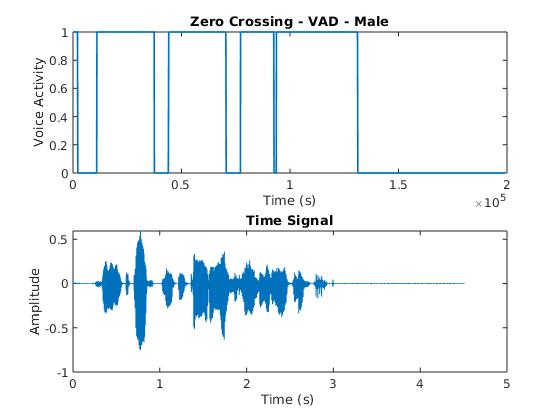 Zero Crossing - VAD - Male
1
0.8
0.6
0.4
0.2
0
Voice Activity
0 0.5 1 1.5 2
Time (s)
×10^5
Time Signal
0.5
0
-0.5
-1
Amplitude
0 1 2 3 4 5
Time (s)